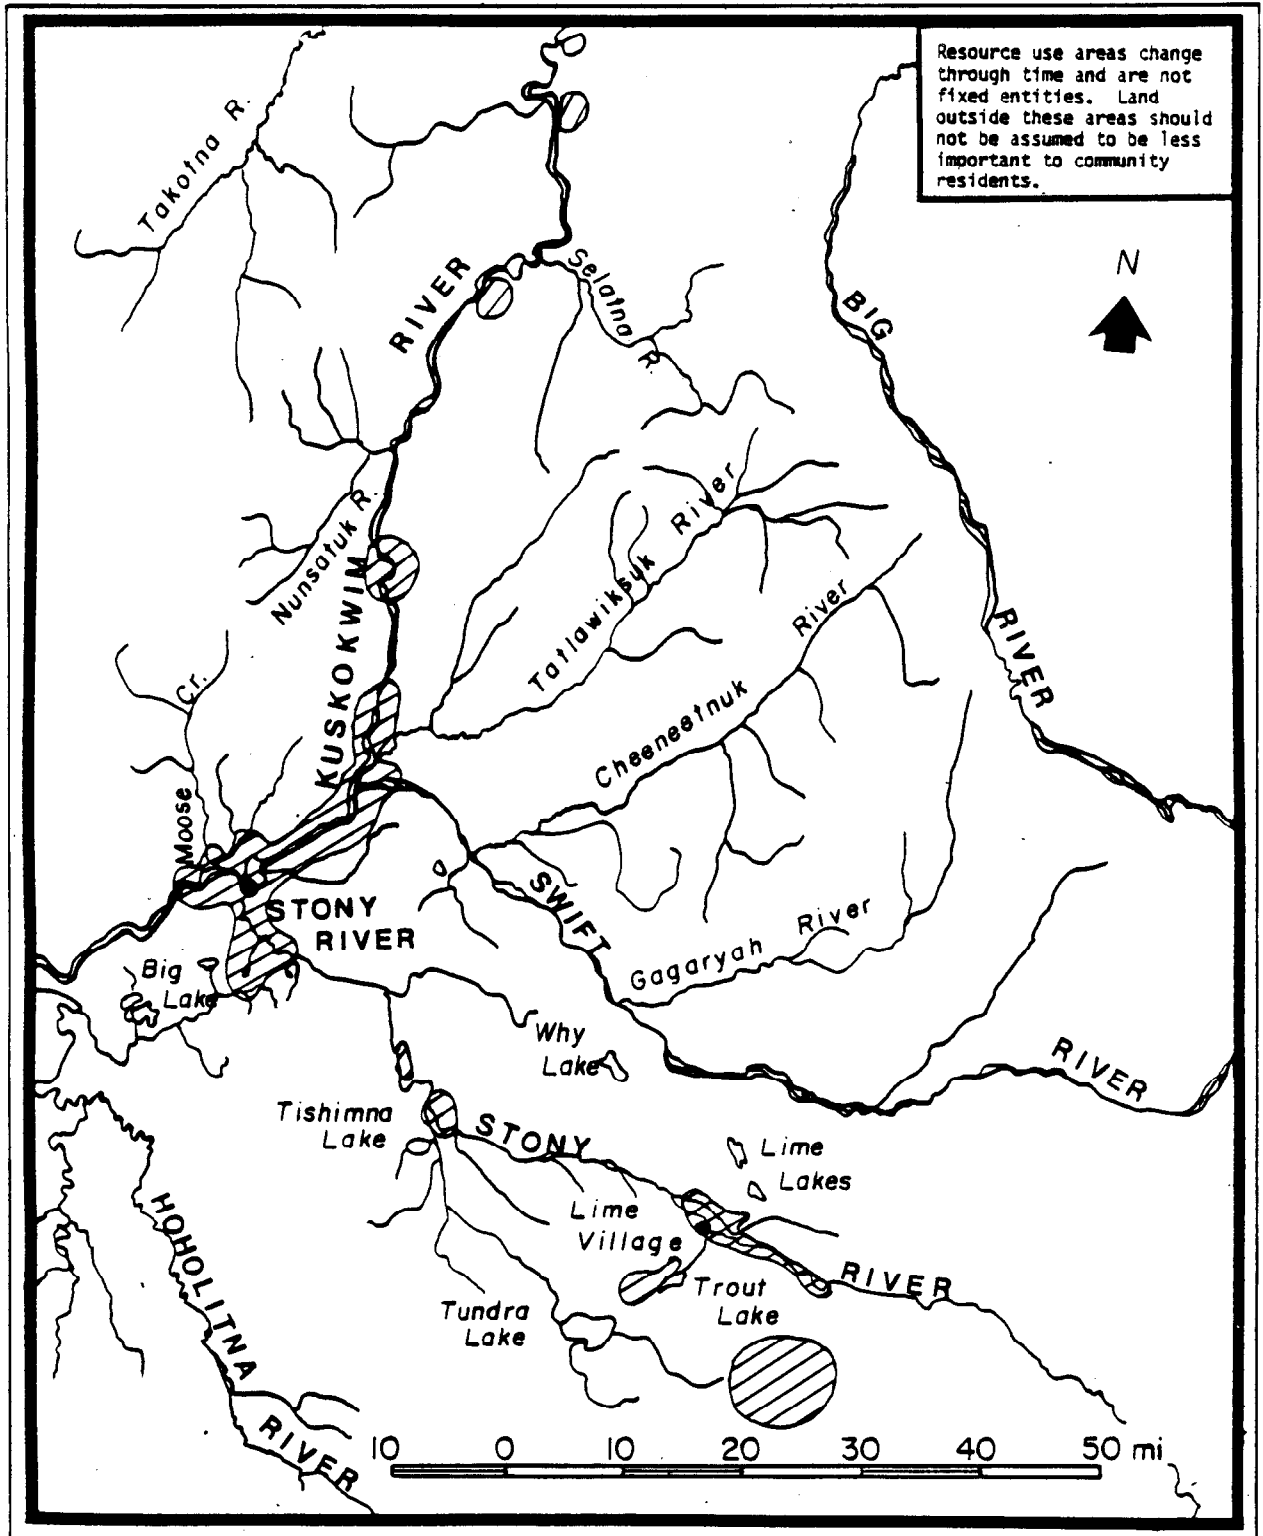 Resource use areas change
through time and are not
fixed entities. Land
outside these areas should
not be assumed to be less
important to community
residents.
Takotna R.
N
RIVER
Selatna R.
BIG
River
Nunsatuk R.
KUSKOKWIM
Tatlawiksuk
River
RIVER
Cr.
Cheeneetnuk
Moose
SWIFT
STONY
RIVER
River
Gagaryah
Big
Lake
Why
Lake
RIVER
Tishimna
Lake
STONY
Lime
Lakes
HOHOLITNA
Lime
Village
RIVER
Trout
Lake
Tundra
Lake
RIVER
10 0 10 20 30 40 50 mi